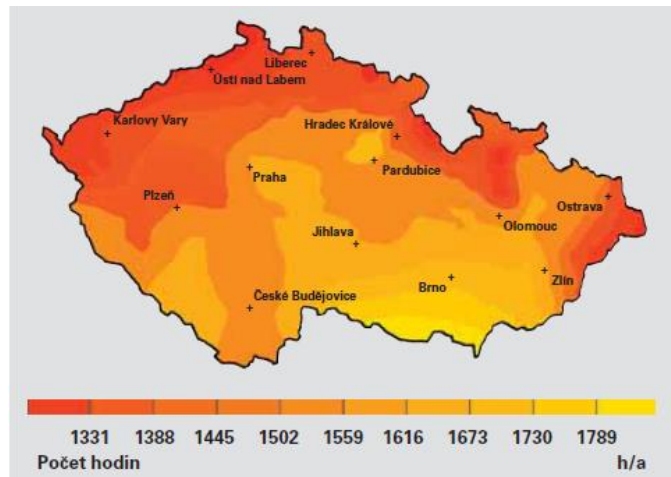 Liberec
Ústí nad Labem
Karlovy Vary
Hradec Králové
Praha
Pardubice
Plzeň
Ostrava
Olomouc
Jihlava
Brno
Zlín
České Budějovice
1331 1388 1445 1502 1559 1616 1673 1730 1789
Počet hodin h/a